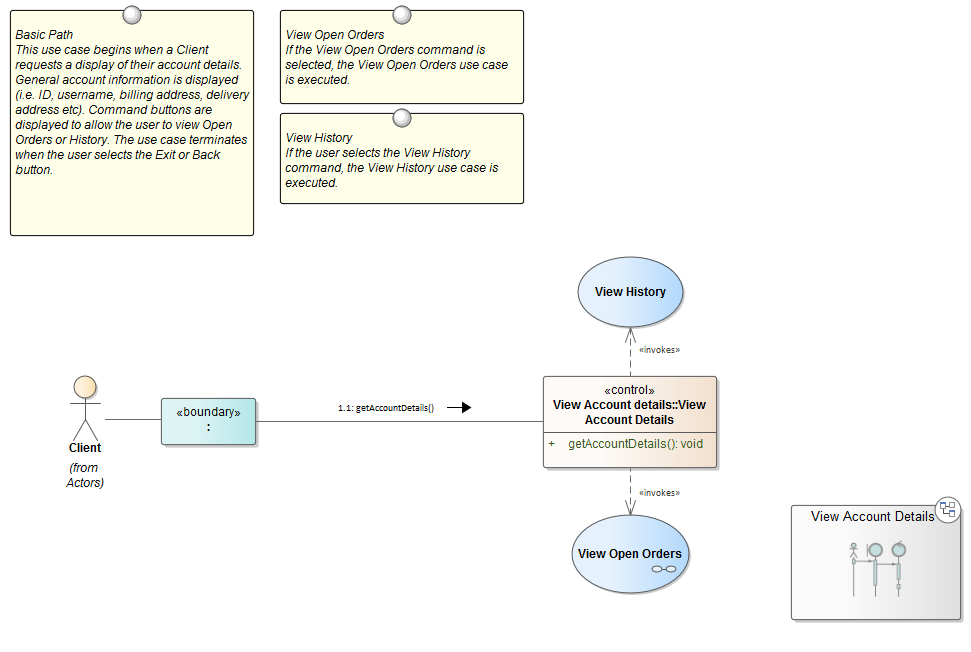 Basic Path
This use case begins when a Client
requests a display of their account details.
General account information is displayed
(i.e. ID, username, billing address, delivery
address etc). Command buttons are
displayed to allow the user to view Open
Orders or History. The use case terminates
when the user selects the Exit or Back
button.
View Open Orders
If the View Open Orders command is
selected, the View Open Orders use case
is executed.
View History
If the user selects the View History
command, the View History use case is
executed.
View History
«invokes»
«control»
View Account details::View
Account Details
+ getAccountDetails(): void
1.1: getAccountDetails()
«boundary»
:
Client
(from
Actors)
«invokes»
View Open Orders
View Account Details